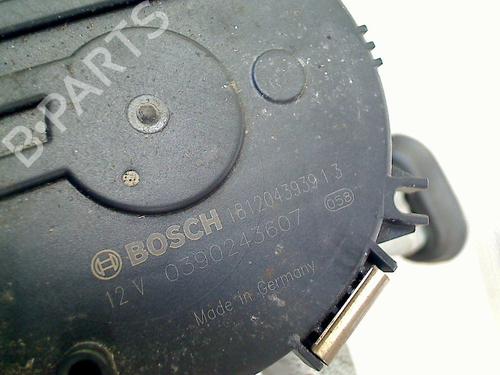 B-PARTS
BOSCH 1812043939 13
12 V 0390243607 058
Made in Germany